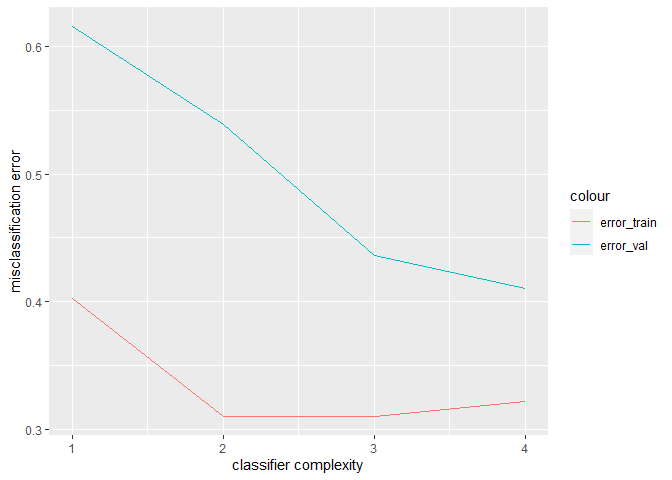 0.6
0.5
0.4
0.3
misclassification error
1 2 3 4
classifier complexity
colour
error_train
error_val